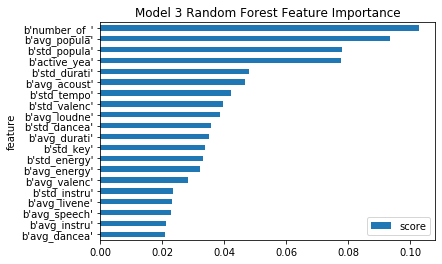 Model 3 Random Forest Feature Importance
b'number_of_'
b'avg_popula'
b'std_popula'
b'active_yea'
b'std_durati'
b'avg_acoust'
b'std_tempo'
b'std_valenc'
b'avg_loudne'
b'std_dancea'
b'avg_durati'
b'std_key'
b'std_energy'
b'avg_energy'
b'avg_valenc'
b'std_instru'
b'avg_livene'
b'avg_speech'
b'avg_instru'
b'avg_dancea'
feature
score
0.00 0.02 0.04 0.06 0.08 0.10